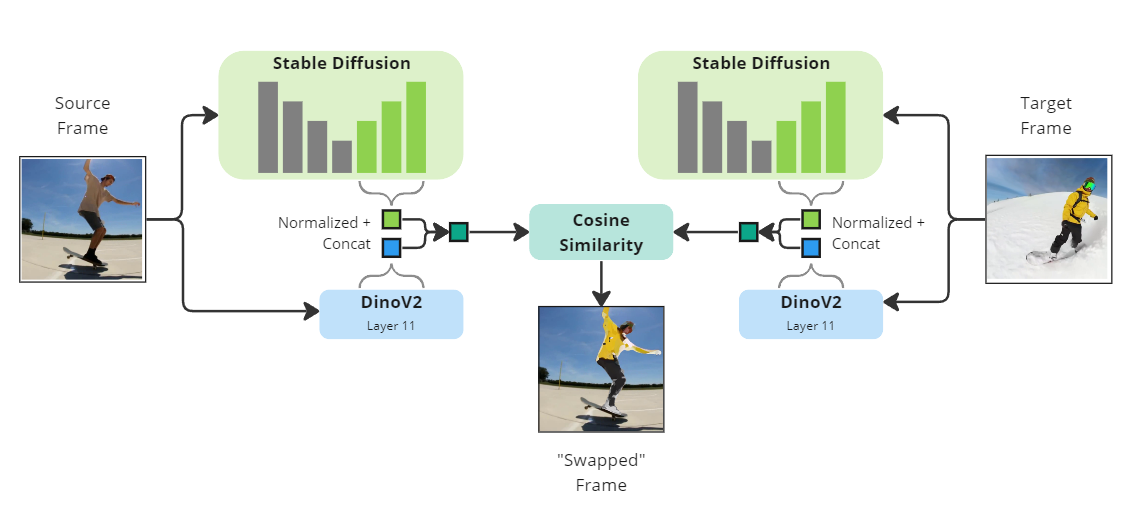 Stable Diffusion
Stable Diffusion
Source
Frame
Target
Frame
Normalized +
Concat
Cosine
Similarity
Normalized +
Concat
DinoV2
Layer 11
DinoV2
Layer 11
"Swapped"
Frame